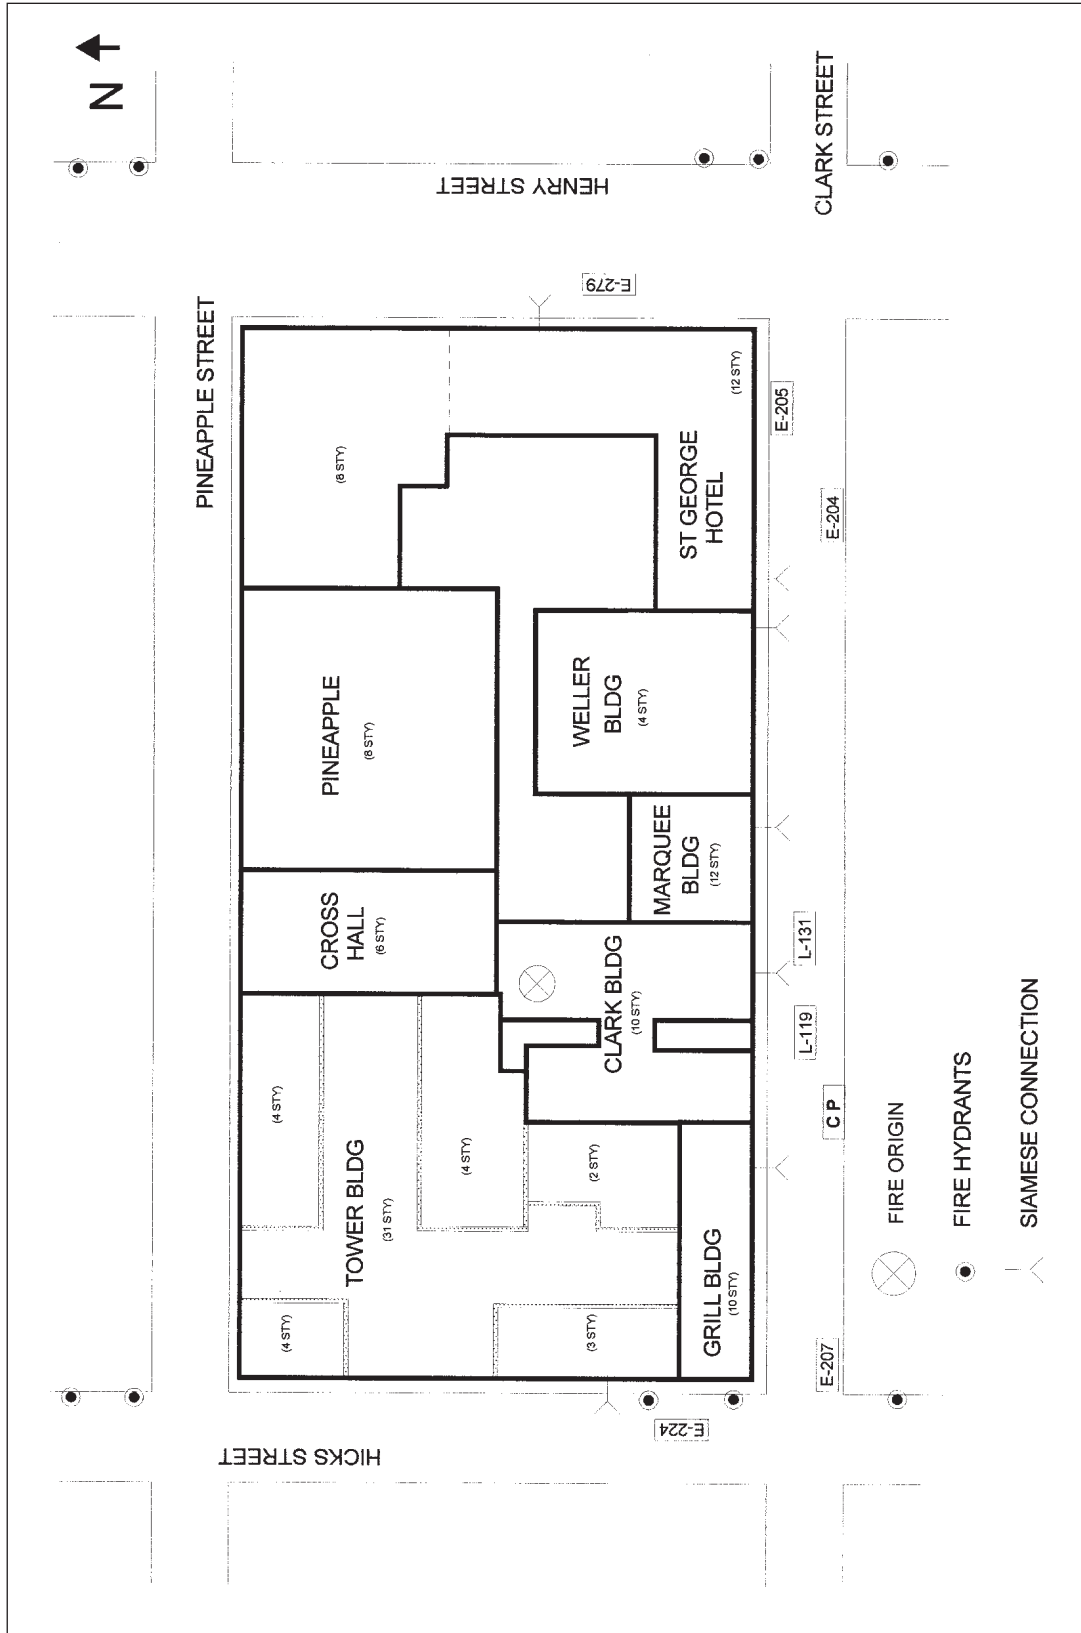 N
PINEAPPLE STREET
HENRY STREET
CLARK STREET
HICKS STREET
(4 STY)
TOWER BLDG
(31 STY)
(4 STY)
(4 STY)
(2 STY)
(3 STY)
GRILL BLDG
(10 STY)
CROSS
HALL
(6 STY)
CLARK BLDG
(10 STY)
PINEAPPLE
(8 STY)
MARQUEE
BLDG
(12 STY)
WELLER
BLDG
(4 STY)
(8 STY)
ST GEORGE
HOTEL
(12 STY)
E-224
E-207
C P
L-119
L-131
E-204
E-205
E-279
FIRE ORIGIN
FIRE HYDRANTS
SIAMESE CONNECTION